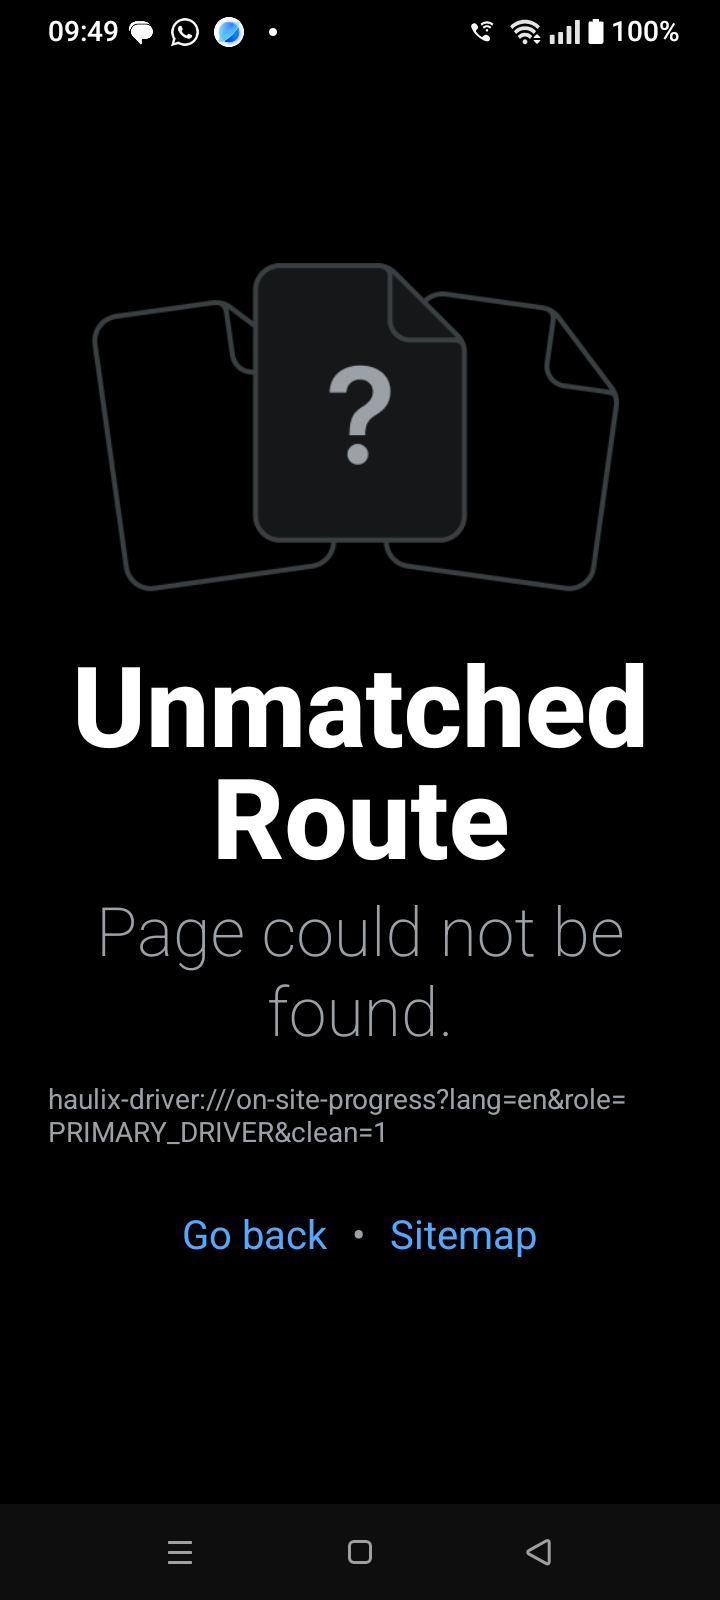 09:49 100%
?
Unmatched
Route
Page could not be
found.
haulix-driver:///on-site-progress?lang=en&role=
PRIMARY_DRIVER&clean=1
Go back • Sitemap